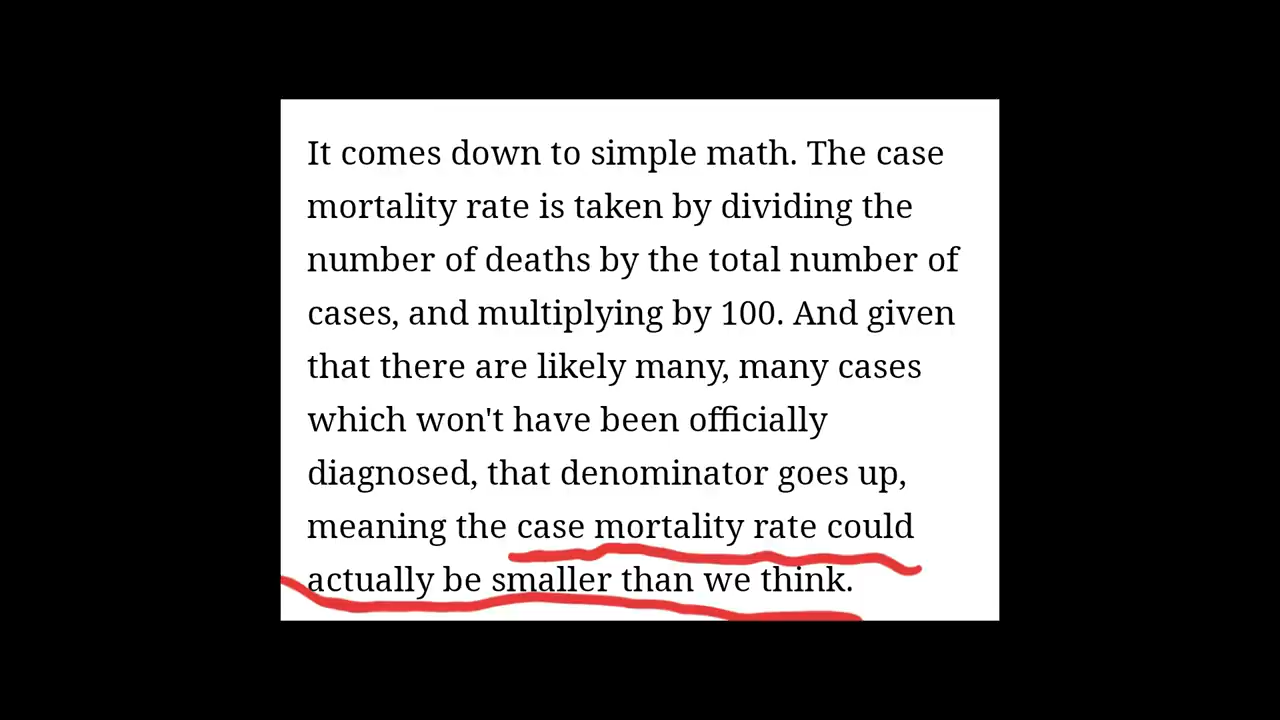 It comes down to simple math. The case
mortality rate is taken by dividing the
number of deaths by the total number of
cases, and multiplying by 100. And given
that there are likely many, many cases
which won't have been officially
diagnosed, that denominator goes up,
meaning the case mortality rate could
actually be smaller than we think.